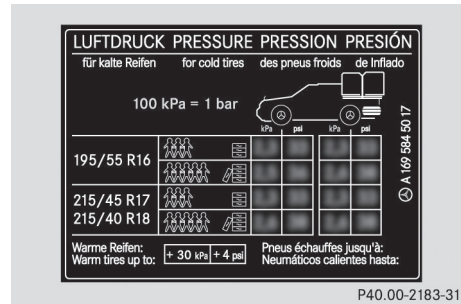 LUFTDRUCK PRESSURE PRESSION PRESIÓN
für kalte Reifen for cold tires des pneus froids de Inflado
100 kPa = 1 bar
kPa psi kPa psi
195/55 R16
215/45 R17
215/40 R18
Warme Reifen: Pneus échauffes jusqu'à:
Warm tires up to: + 30 kPa + 4 psi Neumáticos calientes hasta:
A 169 584 50 17
P40.00-2183-31